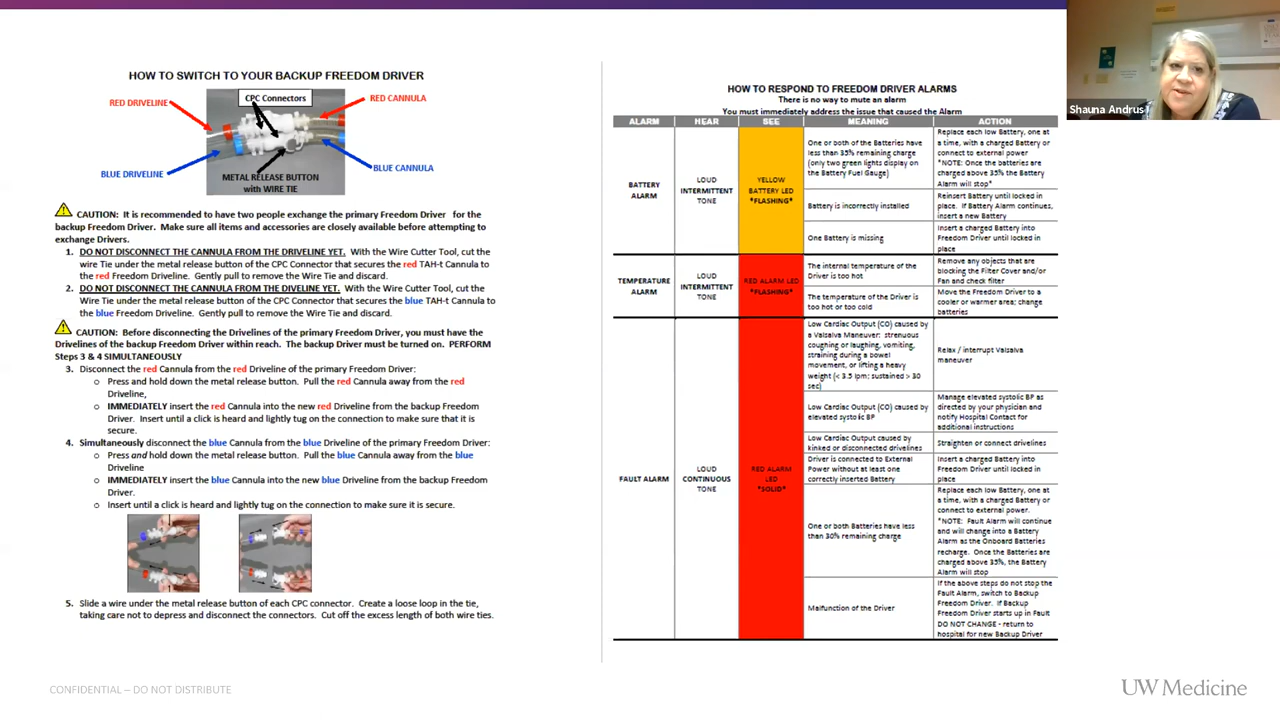 HOW TO SWITCH TO YOUR BACKUP FREEDOM DRIVER
CPC Connectors
RED DRIVELINE
RED CANNULA
BLUE DRIVELINE
BLUE CANNULA
METAL RELEASE BUTTON
with WIRE TIE
CAUTION: It is recommended to have two people exchange the primary Freedom Driver for the
backup Freedom Driver. Make sure all items and accessories are closely available before attempting to
exchange Drivers.
1. DO NOT DISCONNECT THE CANNULA FROM THE DRIVELINE YET. With the Wire Cutter Tool, cut the
wire Tie under the metal release button of the CPC Connector that secures the red TAH-t Cannula to
the red Freedom Driveline. Gently pull to remove the Wire Tie and discard.
2. DO NOT DISCONNECT THE CANNULA FROM THE DIVELINE YET. With the Wire Cutter Tool, cut the
Wire Tie under the metal release button of the CPC Connector that secures the blue TAH-t Cannula to
the blue Freedom Driveline. Gently pull to remove the Wire Tie and discard.
CAUTION: Before disconnecting the Drivelines of the primary Freedom Driver, you must have the
Drivelines of the backup Freedom Driver within reach. The backup Driver must be turned on. PERFORM
Steps 3 & 4 SIMULTANEOUSLY
3. Disconnect the red Cannula from the red Driveline of the primary Freedom Driver:
o Press and hold down the metal release button. Pull the red Cannula away from the red
Driveline,
o IMMEDIATELY insert the red Cannula into the new red Driveline from the backup Freedom
Driver. Insert until a click is heard and lightly tug on the connection to make sure that it is
secure.
4. Simultaneously disconnect the blue Cannula from the blue Driveline of the primary Freedom Driver:
o Press and hold down the metal release button. Pull the blue Cannula away from the blue
Driveline
o IMMEDIATELY insert the blue Cannula into the new blue Driveline from the backup Freedom
Driver.
o Insert until a click is heard and lightly tug on the connection to make sure it is secure.
5. Slide a wire under the metal release button of each CPC connector. Create a loose loop in the tie,
taking care not to depress and disconnect the connectors. Cut off the excess length of both wire ties.
HOW TO RESPOND TO FREEDOM DRIVER ALARMS
There is no way to mute an alarm
You must immediately address the issue that caused the Alarm
ALARM HEAR SEE MEANING ACTION
BATTERY
ALARM
LOUD
INTERMITTENT
TONE
YELLOW
BATTERY LED
*FLASHING*
One or both of the Batteries have
less than 35% remaining charge
(only two green lights display on
the Battery Fuel Gauge)
Replace each low Battery, one at
a time, with a charged Battery or
connect to external power
*NOTE: Once the batteries are
charged above 35% the Battery
Alarm will stop*
Battery is incorrectly installed
Reinsert Battery until locked in
place. If Battery Alarm continues,
insert a new Battery
One Battery is missing
Insert a charged Battery into
Freedom Driver until locked in
place
TEMPERATURE
ALARM
LOUD
INTERMITTENT
TONE
RED ALARM LED
*FLASHING*
The internal temperature of the
Driver is too hot
Remove any objects that are
blocking the Filter Cover and/or
Fan and check filter
The temperature of the Driver is
too hot or too cold
Move the Freedom Driver to a
cooler or warmer area; change
batteries
FAULT ALARM
LOUD
CONTINUOUS
TONE
RED ALARM
LED
*SOLID*
Low Cardiac Output (CO) caused by
a Valsalva Maneuver: strenuous
coughing or laughing, vomiting,
straining during a bowel
movement, or lifting a heavy
weight (< 3.5 lpm; sustained > 30
sec)
Relax / interrupt Valsalva
maneuver
Low Cardiac Output (CO) caused by
elevated systolic BP
Manage elevated systolic BP as
directed by your physician and
notify Hospital Contact for
additional instructions
Low Cardiac Output caused by
kinked or disconnected drivelines
Straighten or connect drivelines
Driver is connected to External
Power without at least one
correctly inserted Battery
Insert a charged Battery into
Freedom Driver until locked in
place
One or both Batteries have less
than 30% remaining charge
Replace each low Battery, one at
a time, with a charged Battery or
connect to external power.
*NOTE: Fault Alarm will continue
and will change into a Battery
Alarm as the Onboard Batteries
recharge. Once the Batteries are
charged above 35%, the Battery
Alarm will stop
Malfunction of the Driver
If the above steps do not stop the
Fault Alarm, switch to Backup
Freedom Driver. If Backup
Freedom Driver starts up in Fault
DO NOT CHANGE - return to
hospital for new Backup Driver
Shauna Andrus
CONFIDENTIAL – DO NOT DISTRIBUTE
UW Medicine